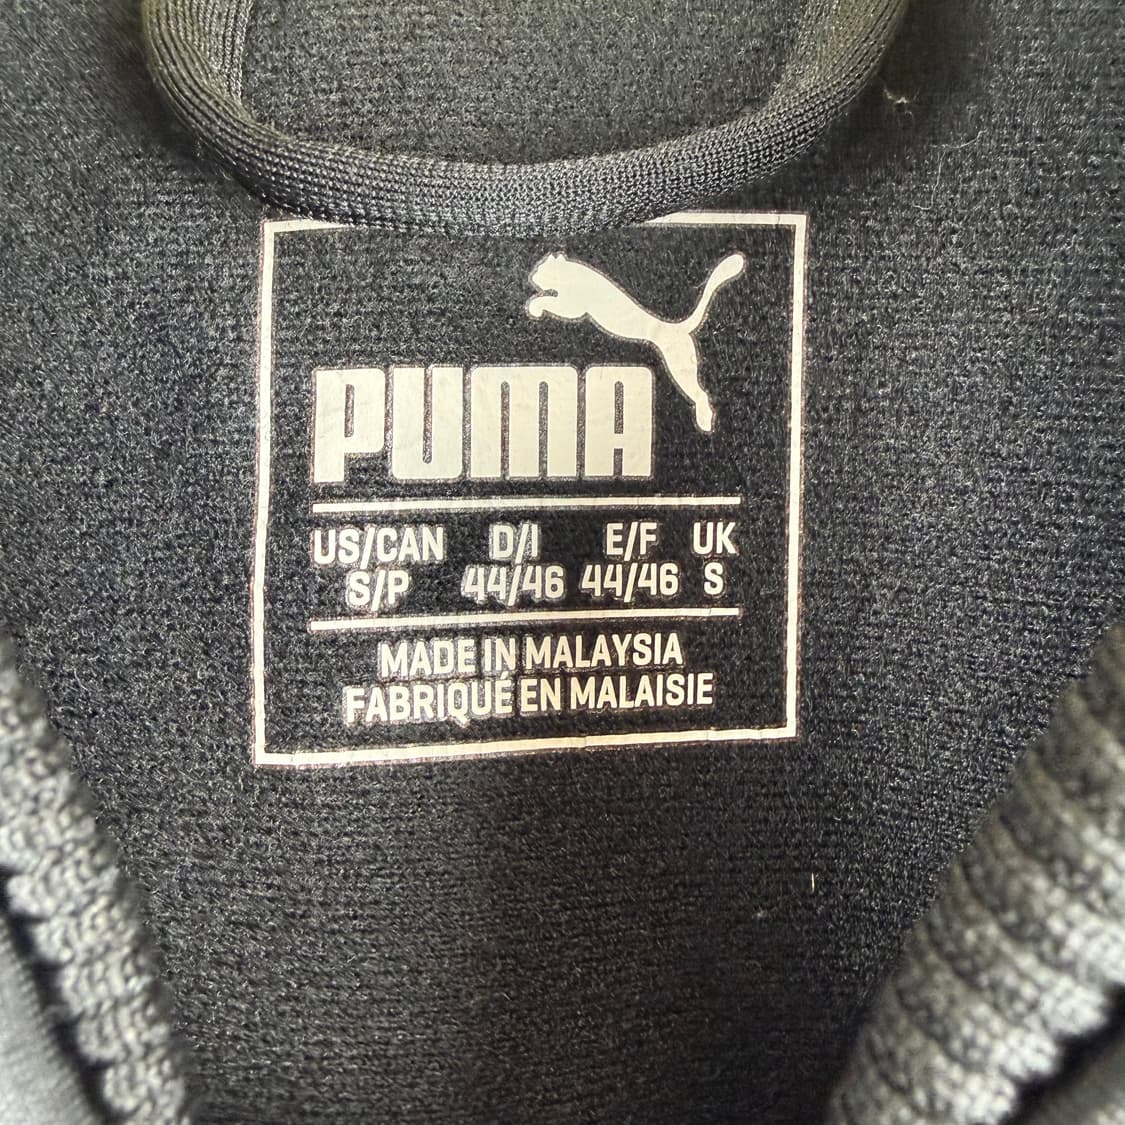 PUMA
US/CAN D/I E/F UK
S/P 44/46 44/46 S
MADE IN MALAYSIA
FABRIQUÉ EN MALAISIE